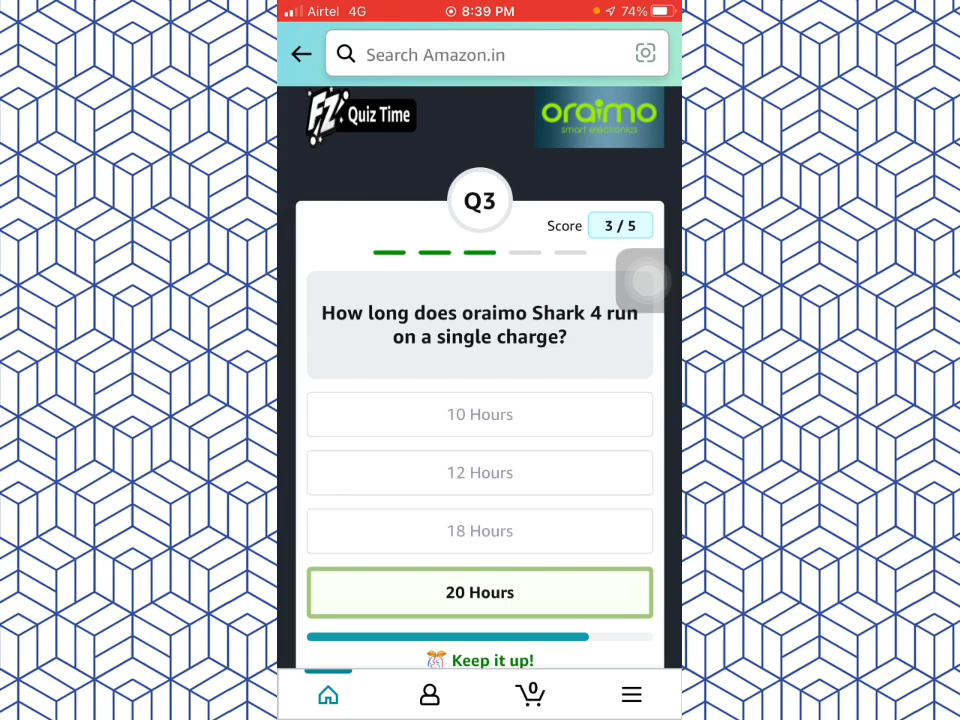 Airtel 4G 8:39 PM 74%
Search Amazon.in
FZ Quiz Time
oraimo
smart electronics
Q3
Score 3 / 5
How long does oraimo Shark 4 run
on a single charge?
10 Hours
12 Hours
18 Hours
20 Hours
Keep it up!
0